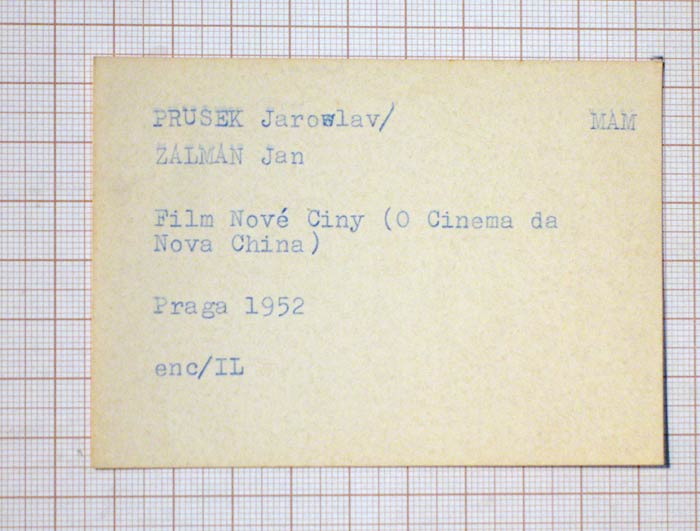 PRUSEK Jaroslav/ MAM
ZALMAN Jan
Film Nové Ciny (O Cinema da
Nova China)
Praga 1952
enc/IL